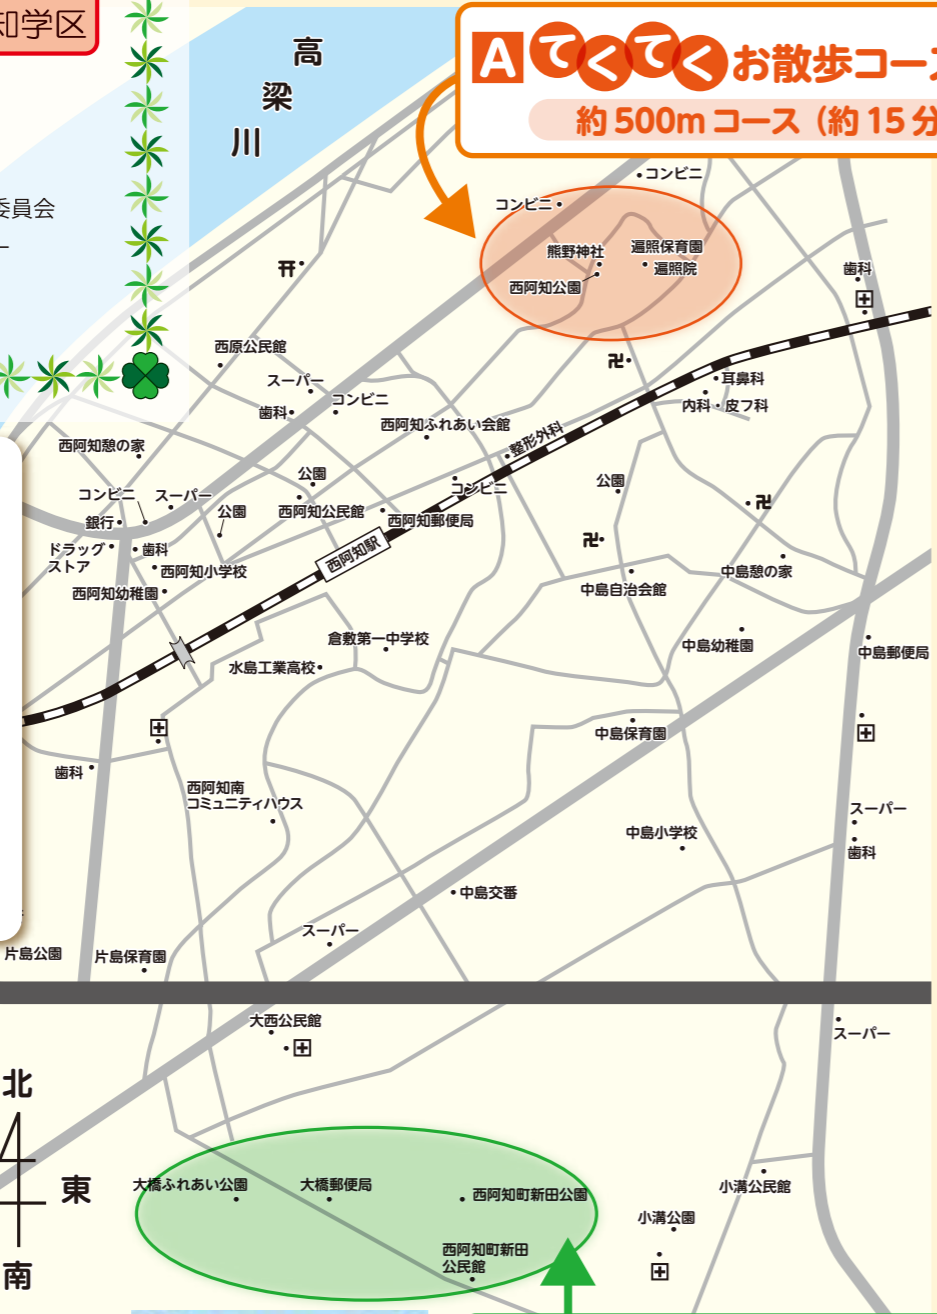 知学区
高
梁
川
A てくてくお散歩コース
約500mコース（約15分
委員会
ー
コンビニ
コンビニ
熊野神社
遍照保育園
遍照院
西阿知公園
歯科
西原公民館
スーパー
コンビニ
歯科
耳鼻科
内科・皮フ科
西阿知ふれあい会館
整形外科
西阿知憩の家
コンビニ
スーパー
公園
公園
コンビニ
公園
銀行
西阿知公民館
西阿知郵便局
ドラッグ
ストア
歯科
西阿知小学校
西阿知駅
西阿知幼稚園
中島自治会館
中島憩の家
倉敷第一中学校
水島工業高校
中島幼稚園
中島郵便局
中島保育園
歯科
西阿知南
コミュニティハウス
スーパー
中島小学校
歯科
中島交番
スーパー
片島公園
片島保育園
大西公民館
スーパー
北
東
南
大橋ふれあい公園
大橋郵便局
西阿知町新田公園
小溝公民館
小溝公園
西阿知町新田
公民館